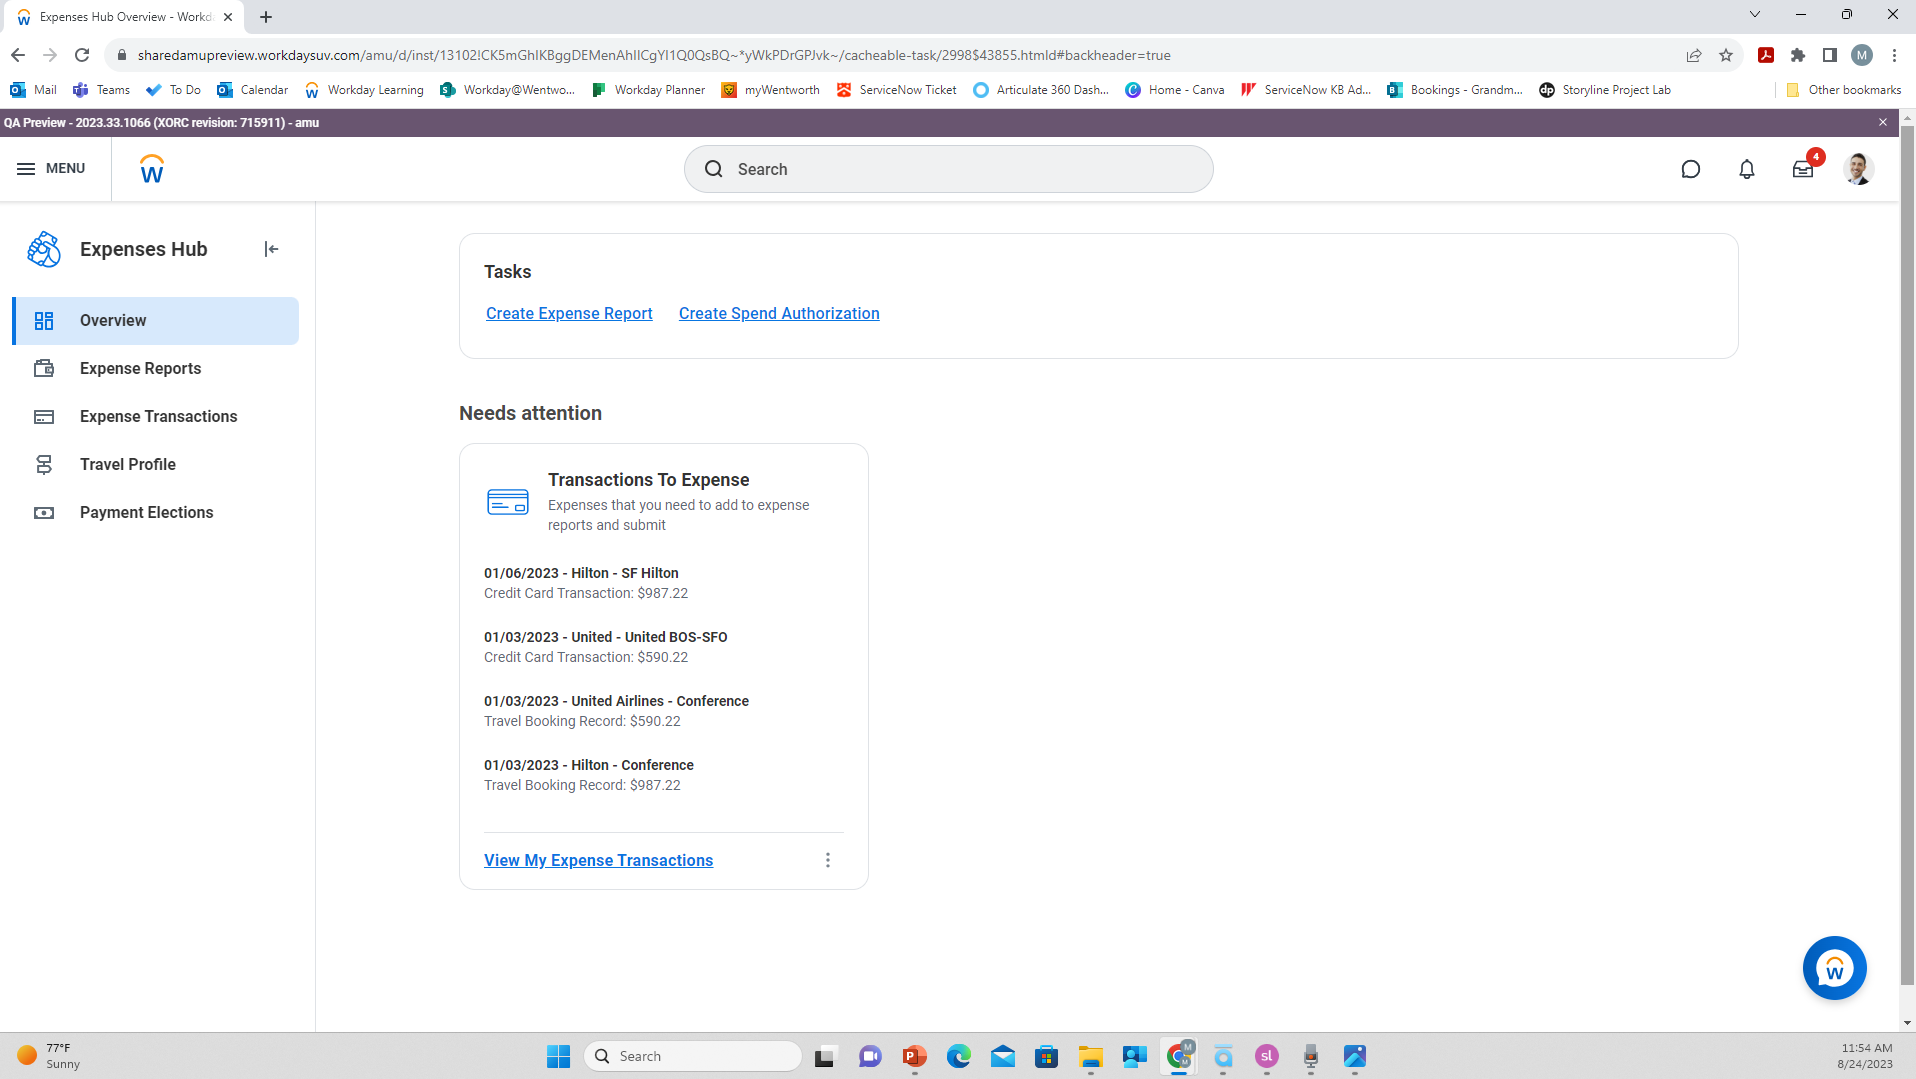 Expenses Hub Overview - Workd
sharedamupreview.workdaysuv.com/amu/d/inst/13102!CK5mGhIKBggDEMenAhIICgYI1Q0QsBQ~*yWkPDrGPJvk~/cacheable-task/2998$43855.htmld#backheader=true
M
Mail
Teams
To Do
Calendar
Workday Learning
Workday@Wentwo...
Workday Planner
myWentworth
ServiceNow Ticket
Articulate 360 Dash...
Home - Canva
ServiceNow KB Ad...
Bookings - Grandm...
dp
Storyline Project Lab
Other bookmarks
QA Preview - 2023.33.1066 (XORC revision: 715911) - amu
MENU
W
Search
4
Expenses Hub
Overview
Expense Reports
Expense Transactions
Travel Profile
Payment Elections
Tasks
Create Expense Report
Create Spend Authorization
Needs attention
Transactions To Expense
Expenses that you need to add to expense
reports and submit
01/06/2023 - Hilton - SF Hilton
Credit Card Transaction: $987.22
01/03/2023 - United - United BOS-SFO
Credit Card Transaction: $590.22
01/03/2023 - United Airlines - Conference
Travel Booking Record: $590.22
01/03/2023 - Hilton - Conference
Travel Booking Record: $987.22
View My Expense Transactions
W
77°F
Sunny
Search
P
M
sl
11:54 AM
8/24/2023